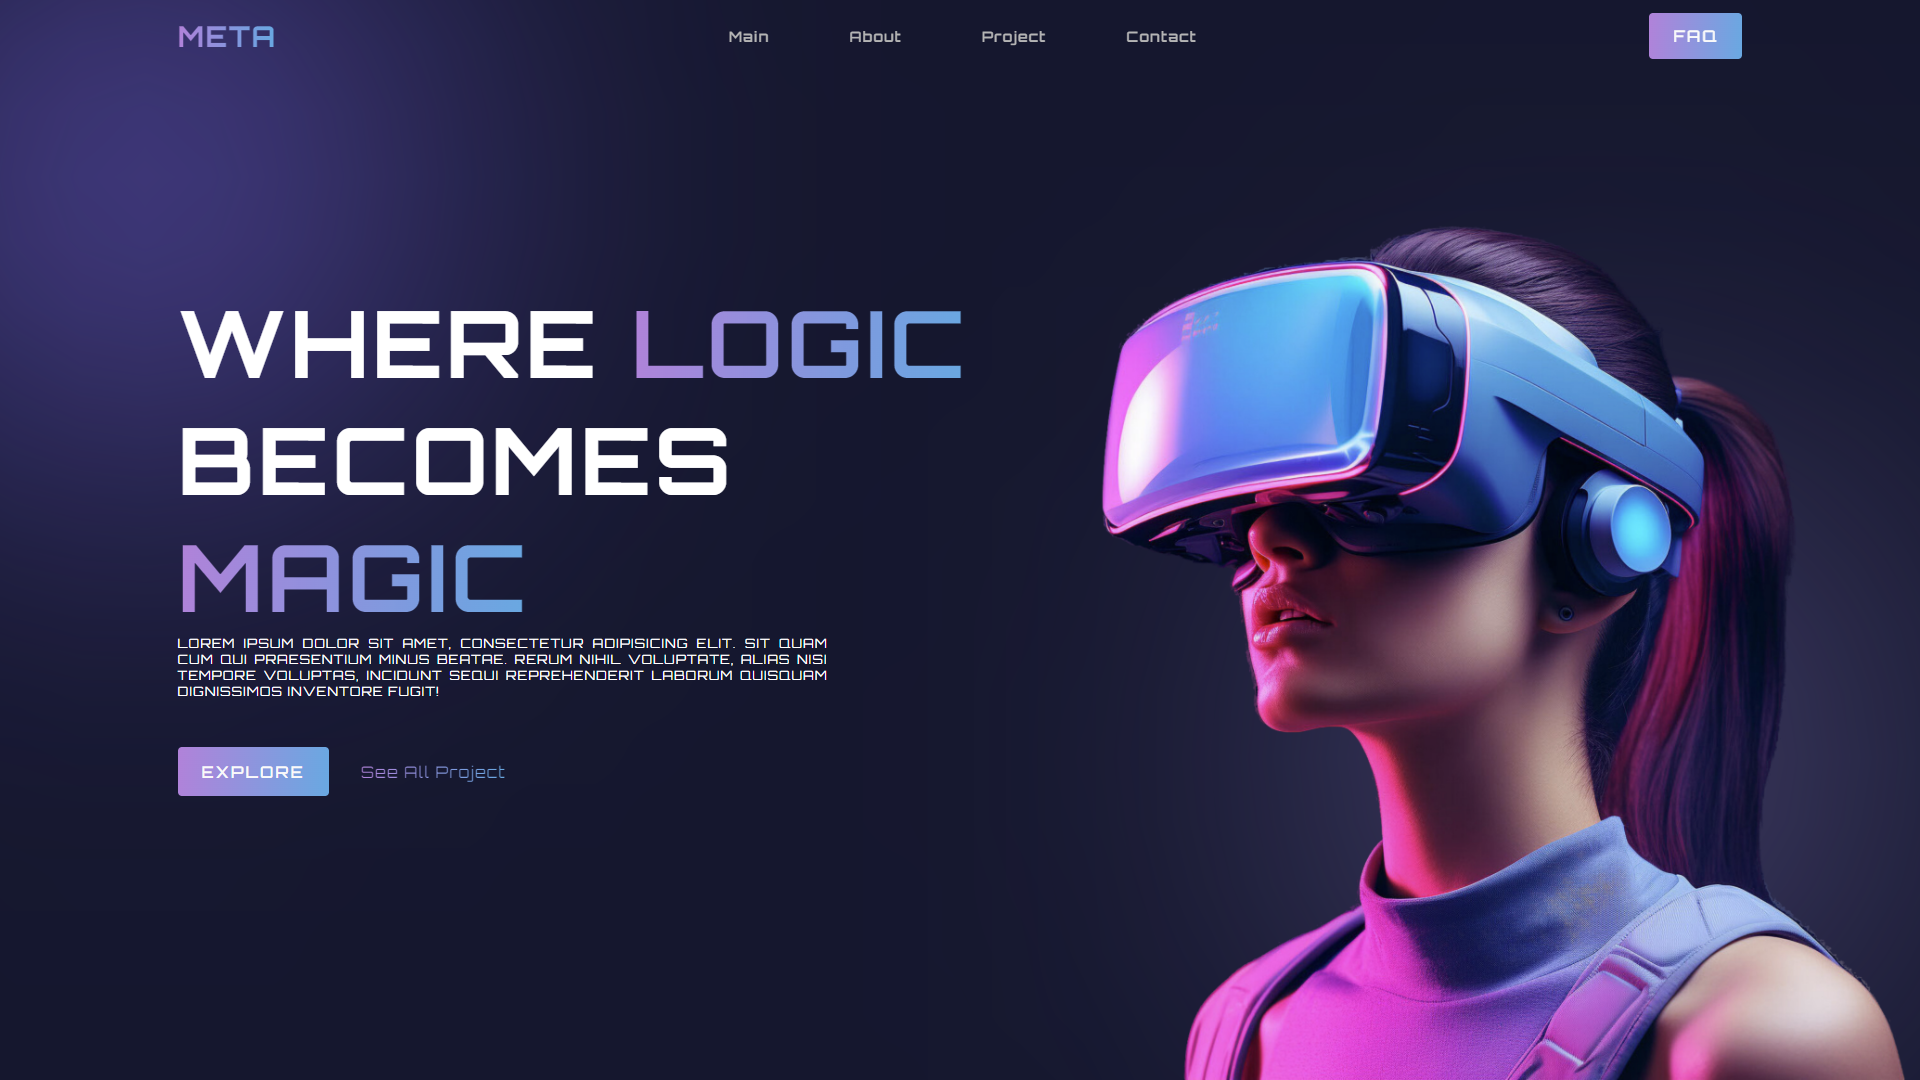 META
Main
About
Project
Contact
FAQ
WHERE LOGIC
BECOMES
MAGIC
LOREM IPSUM DOLOR SIT AMET, CONSECTETUR ADIPISICING ELIT. SIT QUAM
CUM QUI PRAESENTIUM MINUS BEATAE. RERUM NIHIL VOLUPTATE, ALIAS NISI
TEMPORE VOLUPTAS, INCIDUNT SEQUI REPREHENDERIT LABORUM QUISQUAM
DIGNISSIMOS INVENTORE FUGIT!
EXPLORE
See All Project